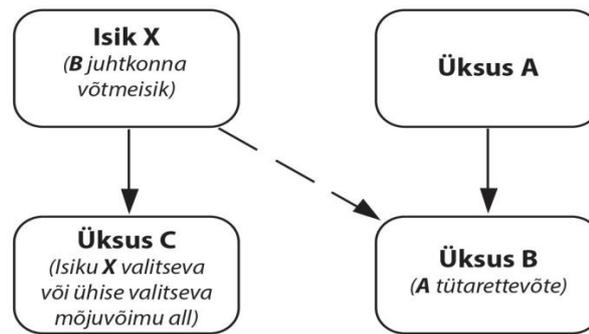 Isik X
(B juhtkonna
võtmeisik)
Üksus A
Üksus C
(Isiku X valitseva
või ühise valitseva
mõjuvõimu all)
Üksus B
(A tütarettevõte)